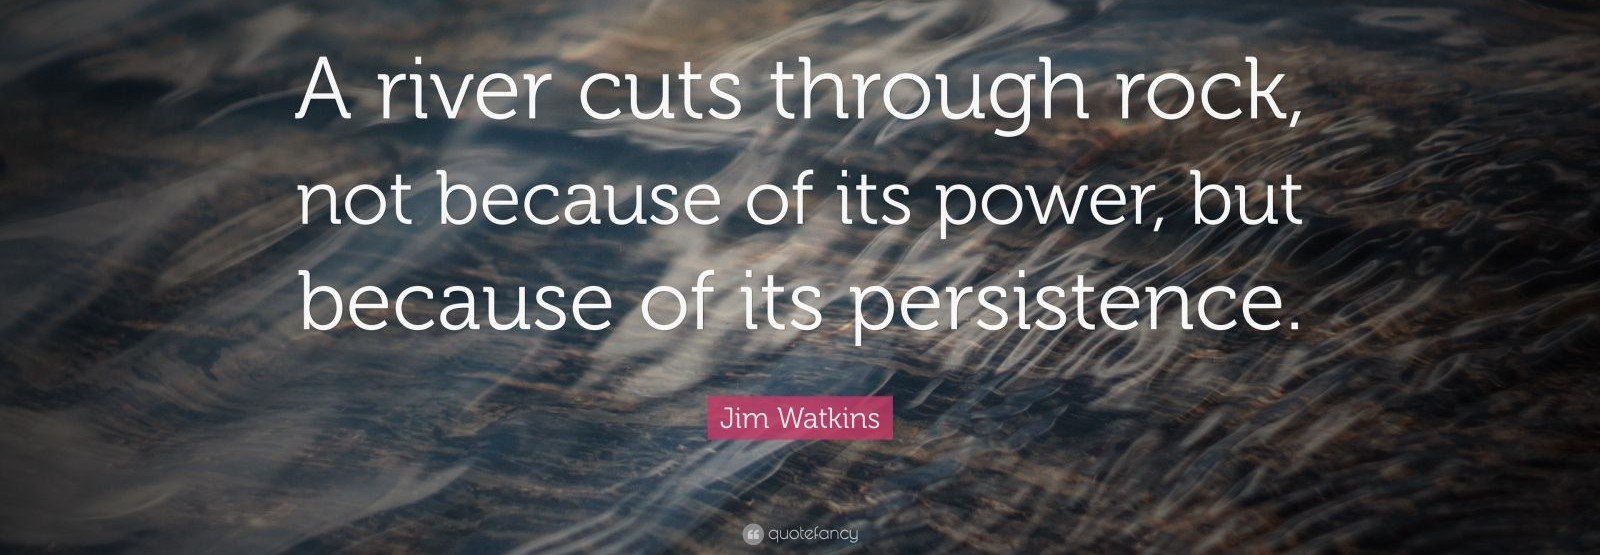 A river cuts through rock,
not because of its power, but
because of its persistence.
Jim Watkins
quotefancy